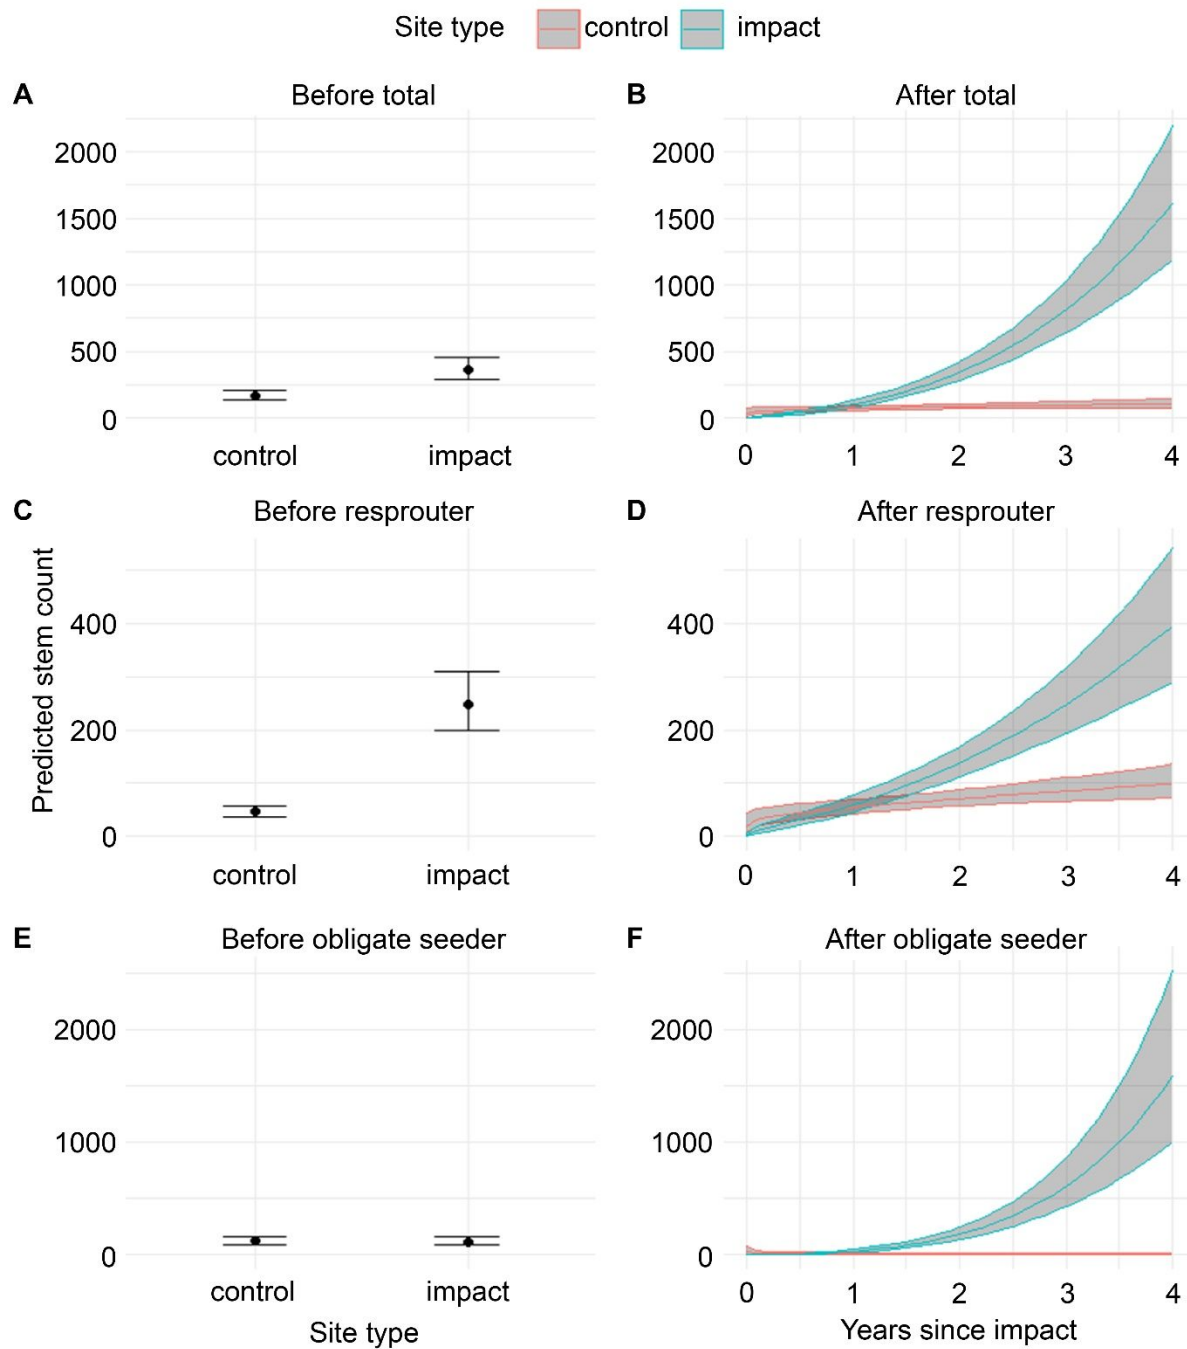 Site type control impact
A Before total
2000
1500
1000
500
0
control impact
B After total
2000
1500
1000
500
0
0 1 2 3 4
C Before resprouter
Predicted stem count
400
200
0
control impact
D After resprouter
400
200
0
0 1 2 3 4
E Before obligate seeder
2000
1000
0
control impact
Site type
F After obligate seeder
2000
1000
0
0 1 2 3 4
Years since impact